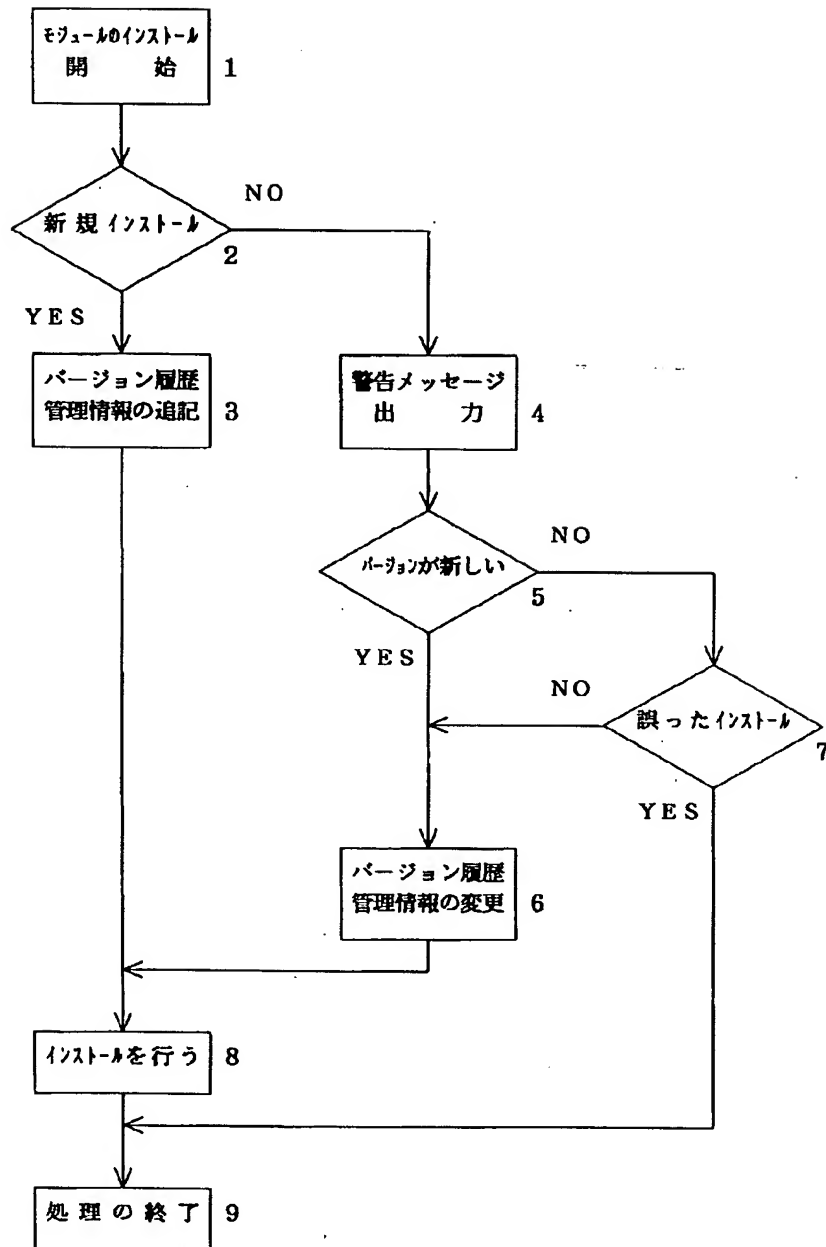 モジュールのインストール
開 始
1
新規インストール
2
NO
YES
バージョン履歴
管理情報の追記
3
警告メッセージ
出 力
4
バージョンが新しい
5
NO
YES
誤ったインストール
7
NO
YES
バージョン履歴
管理情報の変更
6
インストールを行う
8
処理の終了
9